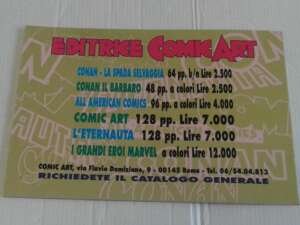 EDITRICE COMIC ART
CONAN - LA SPADA SELVAGGIA 64 pp. b/n Lire 2.500
CONAN IL BARBARO 48 pp. a colori Lire 2.500
ALL AMERICAN COMICS 96 pp. a colori Lire 4.000
COMIC ART 128 pp. Lire 7.000
L'ETERNAUTA 128 pp. Lire 7.000
I GRANDI EROI MARVEL a colori Lire 12.000
COMIC ART, via Flavio Domiziano, 9 - 00145 Roma - Tel. 06/54.04.813
RICHIEDETE IL CATALOGO GENERALE